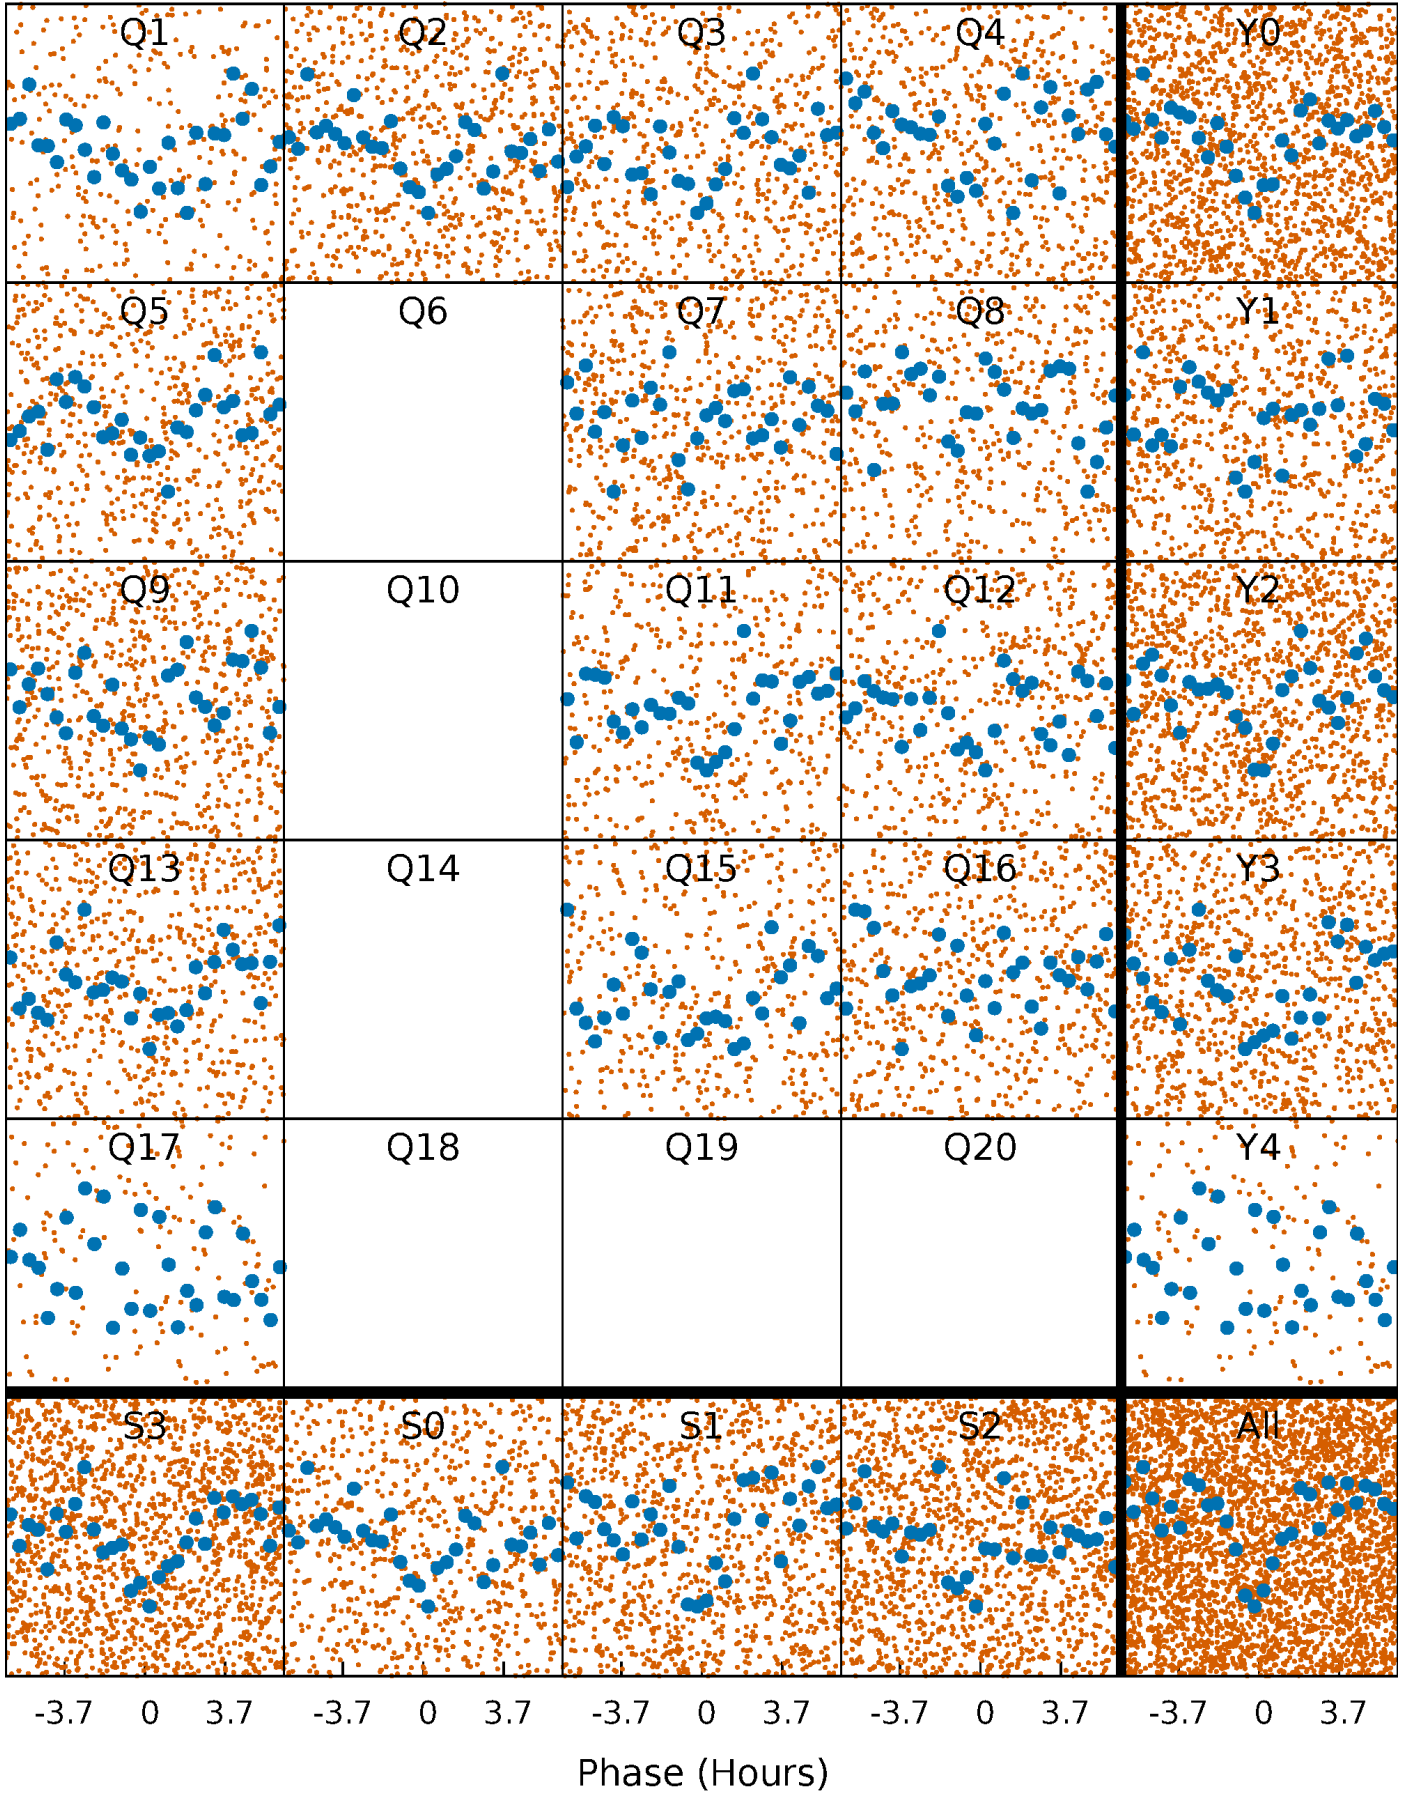 Q1 Q2 Q3 Q4 Y0
Q5 Q6 Q7 Q8 Y1
Q9 Q10 Q11 Q12 Y2
Q13 Q14 Q15 Q16 Y3
Q17 Q18 Q19 Q20 Y4
S3 S0 S1 S2 All
-3.7 0 3.7 -3.7 0 3.7 -3.7 0 3.7 -3.7 0 3.7 -3.7 0 3.7
Phase (Hours)